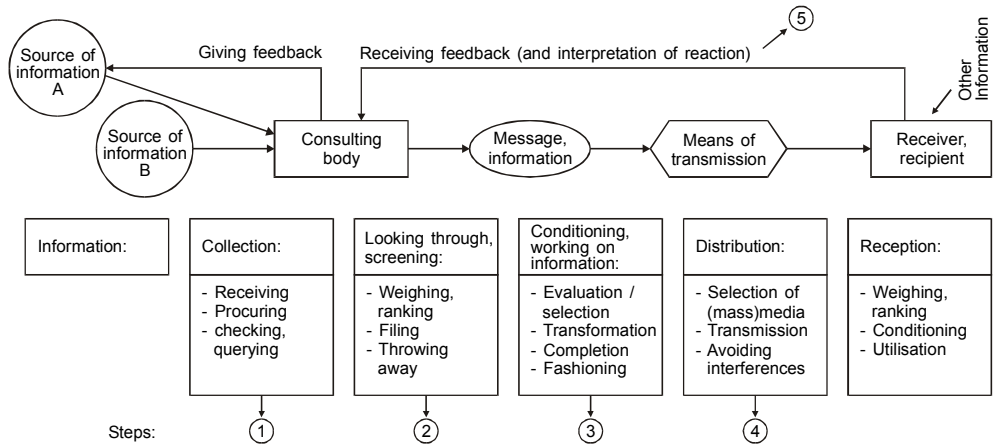 Source of
information
A
Giving feedback
Receiving feedback (and interpretation of reaction)
5
Other
Information
Source of
information
B
Consulting
body
Message,
information
Means of
transmission
Receiver,
recipient
Information:
Collection:
- Receiving
- Procuring
- checking,
querying
Looking through,
screening:
- Weighing,
ranking
- Filing
- Throwing
away
Conditioning,
working on
information:
- Evaluation /
selection
- Transformation
- Completion
- Fashioning
Distribution:
- Selection of
(mass)media
- Transmission
- Avoiding
interferences
Reception:
- Weighing,
ranking
- Conditioning
- Utilisation
Steps:
1
2
3
4